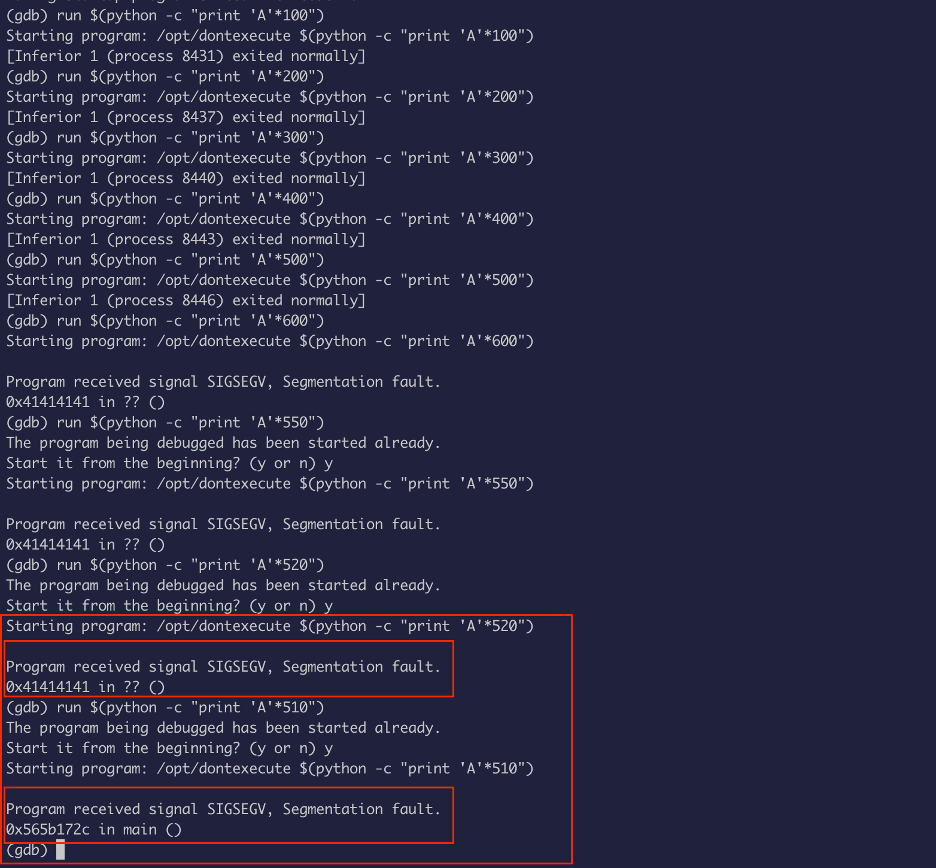 (gdb) run $(python -c "print 'A'*100")
Starting program: /opt/dontexecute $(python -c "print 'A'*100")
[Inferior 1 (process 8431) exited normally]
(gdb) run $(python -c "print 'A'*200")
Starting program: /opt/dontexecute $(python -c "print 'A'*200")
[Inferior 1 (process 8437) exited normally]
(gdb) run $(python -c "print 'A'*300")
Starting program: /opt/dontexecute $(python -c "print 'A'*300")
[Inferior 1 (process 8440) exited normally]
(gdb) run $(python -c "print 'A'*400")
Starting program: /opt/dontexecute $(python -c "print 'A'*400")
[Inferior 1 (process 8443) exited normally]
(gdb) run $(python -c "print 'A'*500")
Starting program: /opt/dontexecute $(python -c "print 'A'*500")
[Inferior 1 (process 8446) exited normally]
(gdb) run $(python -c "print 'A'*600")
Starting program: /opt/dontexecute $(python -c "print 'A'*600")
Program received signal SIGSEGV, Segmentation fault.
0x41414141 in ?? ()
(gdb) run $(python -c "print 'A'*550")
The program being debugged has been started already.
Start it from the beginning? (y or n) y
Starting program: /opt/dontexecute $(python -c "print 'A'*550")
Program received signal SIGSEGV, Segmentation fault.
0x41414141 in ?? ()
(gdb) run $(python -c "print 'A'*520")
The program being debugged has been started already.
Start it from the beginning? (y or n) y
Starting program: /opt/dontexecute $(python -c "print 'A'*520")
Program received signal SIGSEGV, Segmentation fault.
0x41414141 in ?? ()
(gdb) run $(python -c "print 'A'*510")
The program being debugged has been started already.
Start it from the beginning? (y or n) y
Starting program: /opt/dontexecute $(python -c "print 'A'*510")
Program received signal SIGSEGV, Segmentation fault.
0x565b172c in main ()
(gdb)